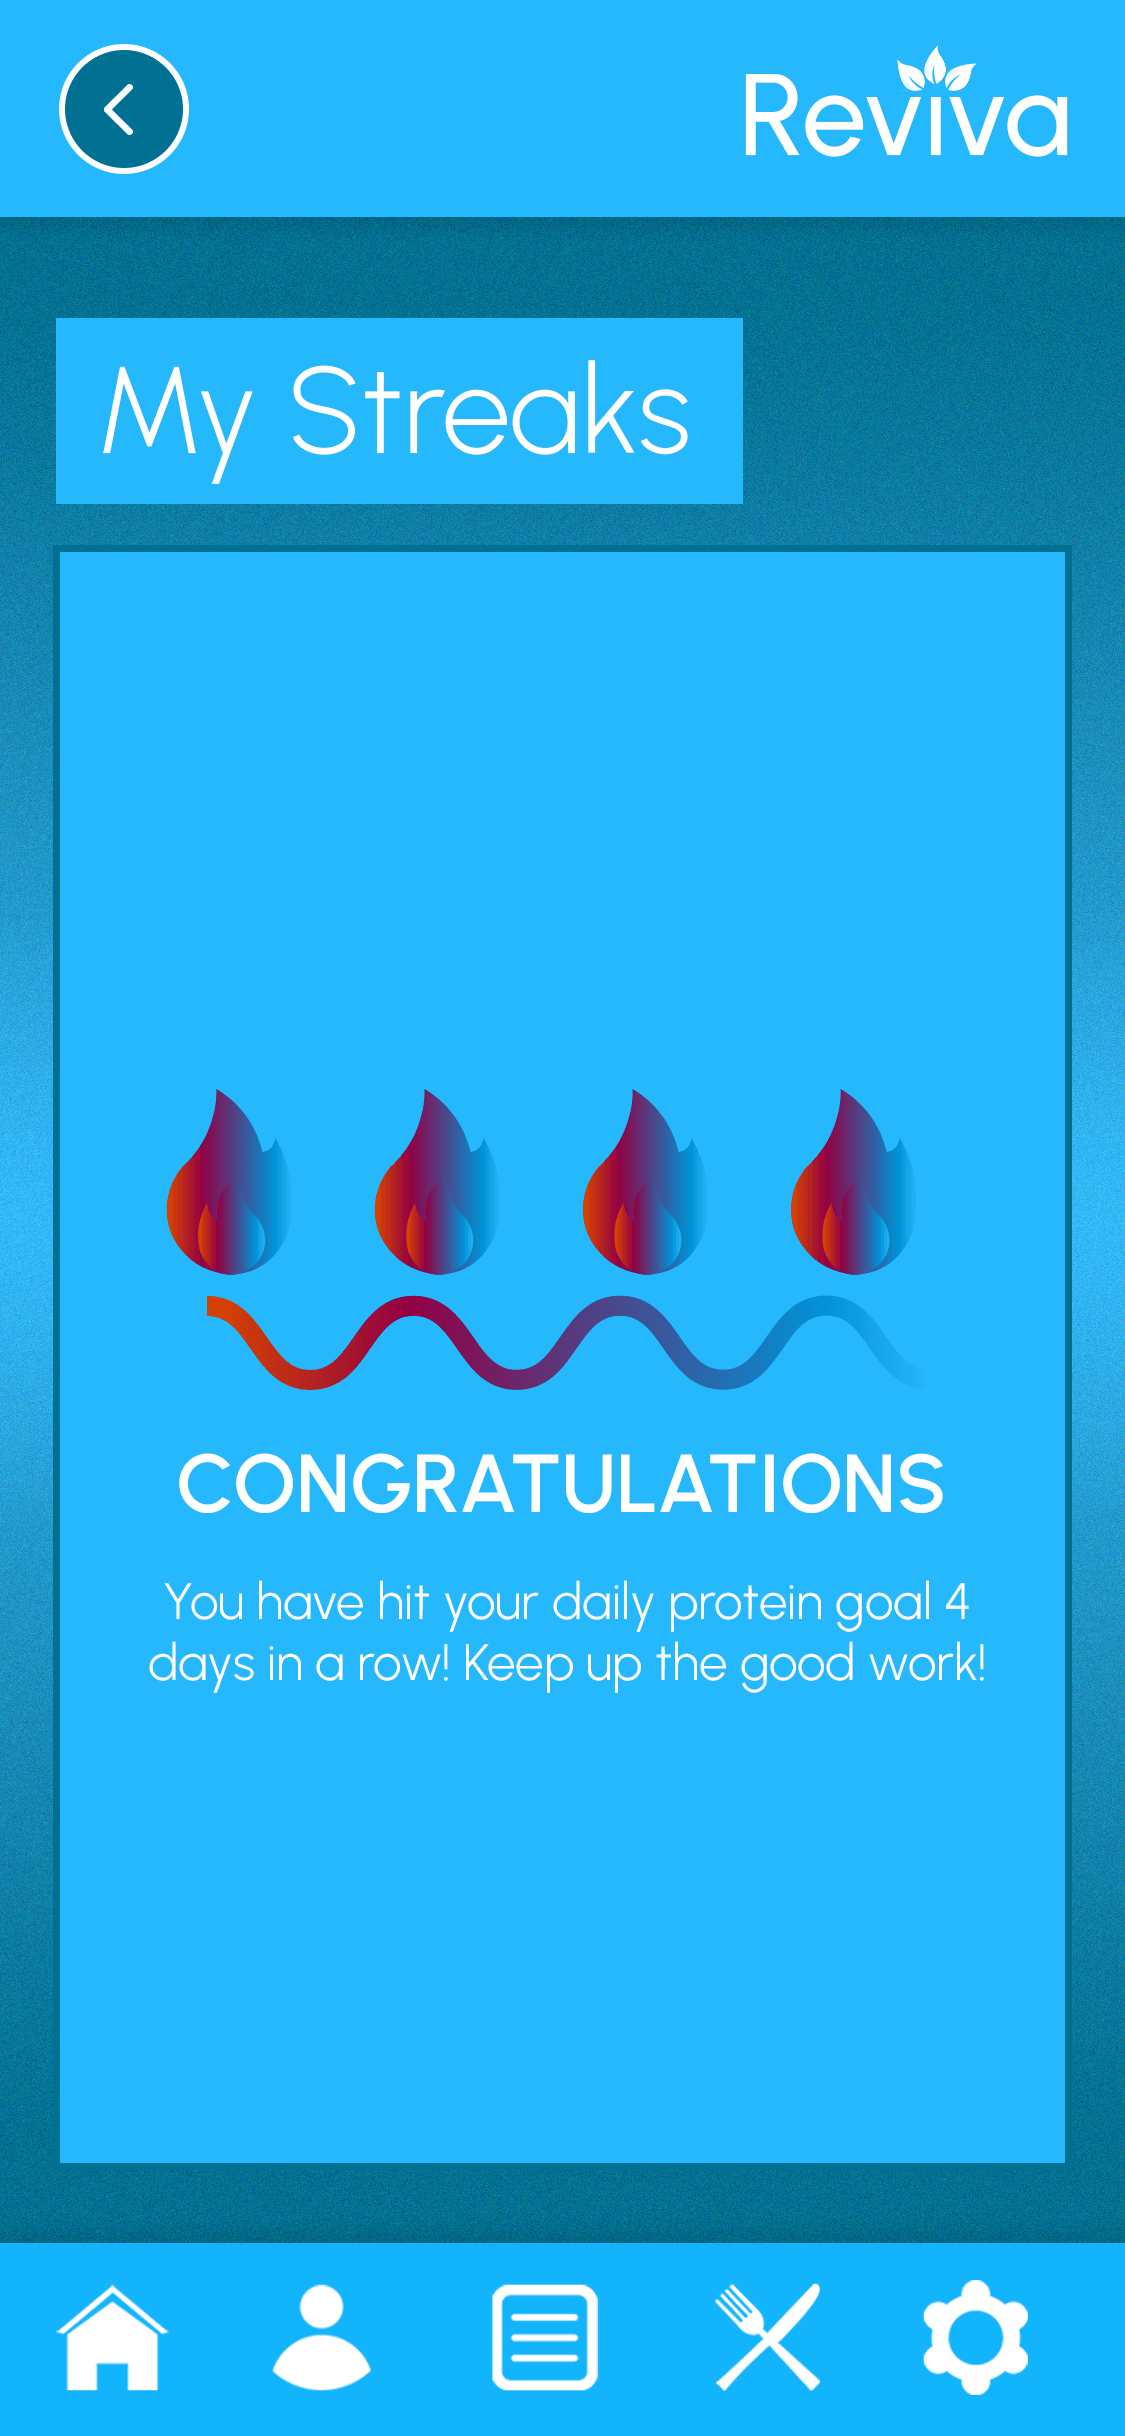 Reviva
My Streaks
CONGRATULATIONS
You have hit your daily protein goal 4
days in a row! Keep up the good work!